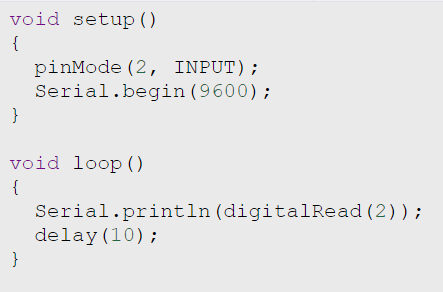 void setup()
{
  pinMode(2, INPUT);
  Serial.begin(9600);
}

void loop()
{
  Serial.println(digitalRead(2));
  delay(10);
}